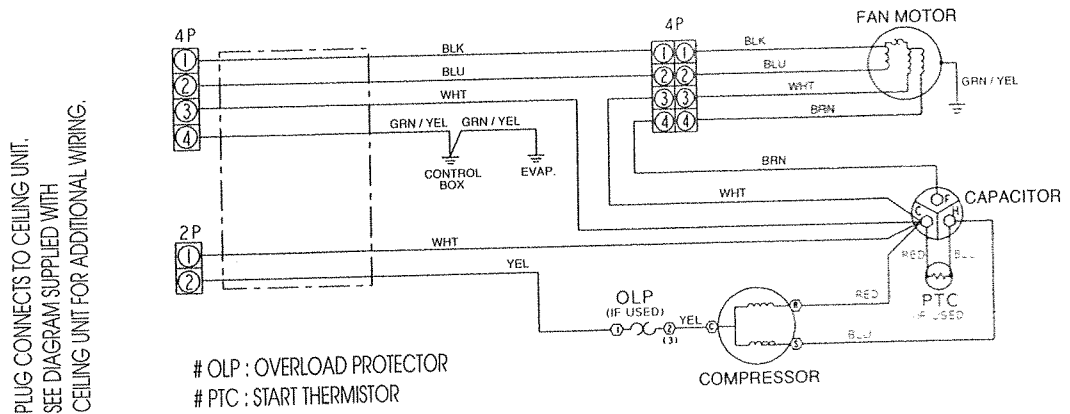 PLUG CONNECTS TO CEILING UNIT.
SEE DIAGRAM SUPPLIED WITH
CEILING UNIT FOR ADDITIONAL WIRING.
4P
1
2
3
4
BLK
BLU
WHT
GRN / YEL
GRN / YEL
CONTROL
BOX
EVAP.
4P
1 1
2 2
3 3
4 4
BLK
BLU
WHT
BRN
FAN MOTOR
GRN / YEL
BRN
WHT
CAPACITOR
F
C
H
RED
BLU
PTC
(IF USED)
2P
1
2
WHT
YEL
OLP
(IF USED)
1
2
(3)
YEL
C
R
S
RED
BLU
COMPRESSOR
# OLP : OVERLOAD PROTECTOR
# PTC : START THERMISTOR